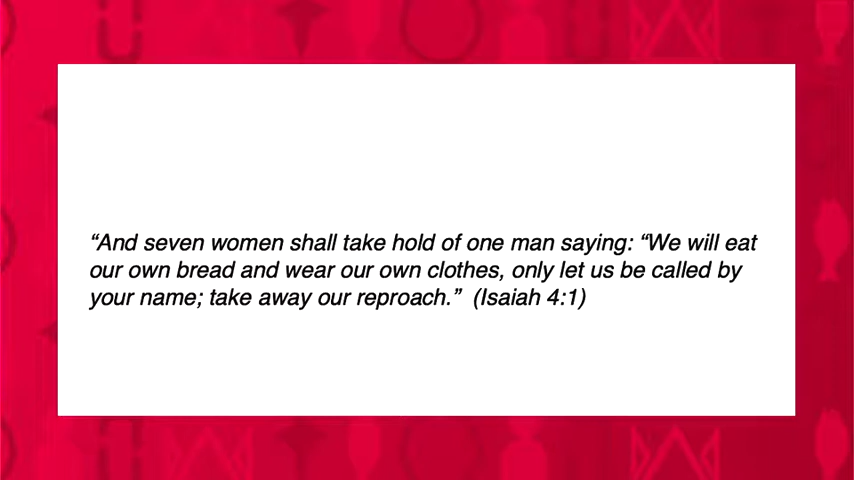 “And seven women shall take hold of one man saying: “We will eat
our own bread and wear our own clothes, only let us be called by
your name; take away our reproach.”  (Isaiah 4:1)